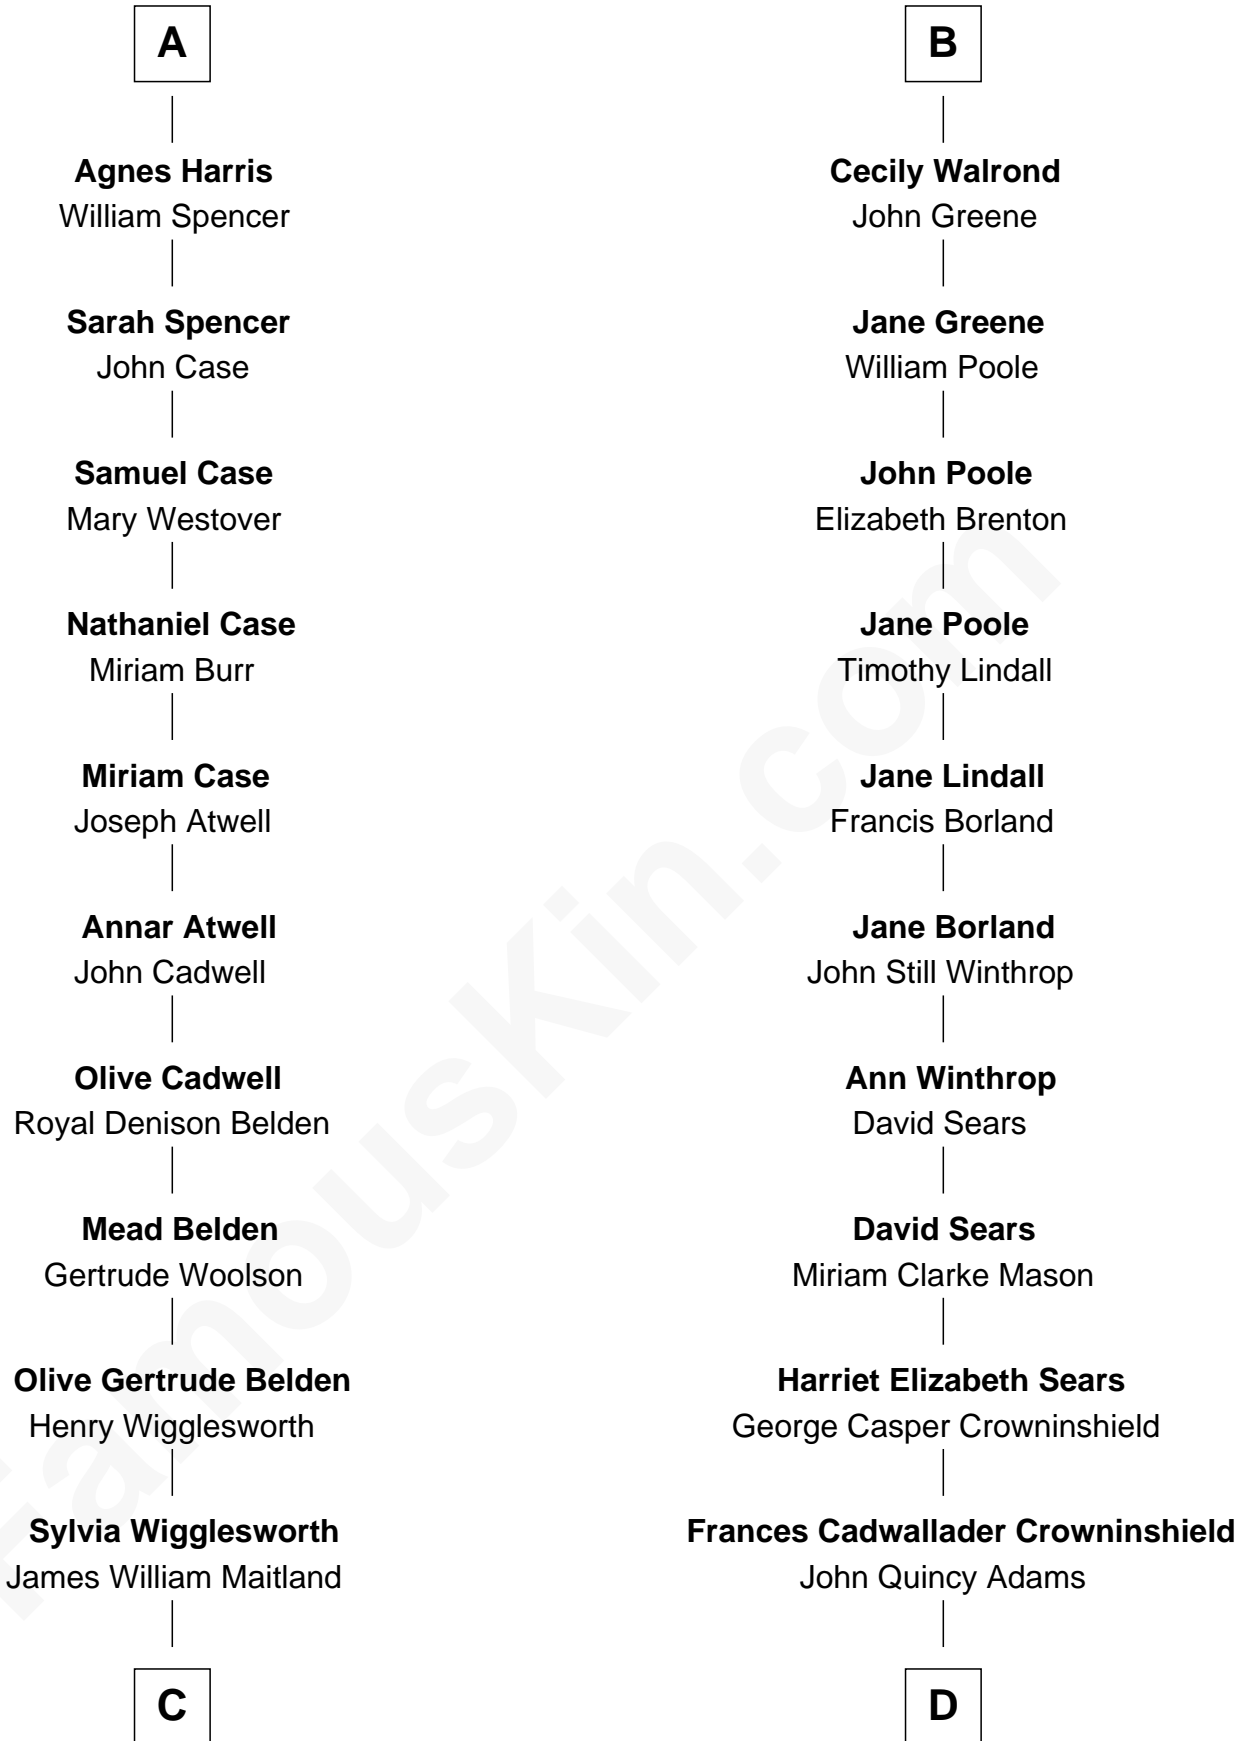 A
Agnes Harris
William Spencer
Sarah Spencer
John Case
Samuel Case
Mary Westover
Nathaniel Case
Miriam Burr
Miriam Case
Joseph Atwell
Annar Atwell
John Cadwell
Olive Cadwell
Royal Denison Belden
Mead Belden
Gertrude Woolson
Olive Gertrude Belden
Henry Wigglesworth
Sylvia Wigglesworth
James William Maitland
C
B
Cecily Walrond
John Greene
Jane Greene
William Poole
John Poole
Elizabeth Brenton
Jane Poole
Timothy Lindall
Jane Lindall
Francis Borland
Jane Borland
John Still Winthrop
Ann Winthrop
David Sears
David Sears
Miriam Clarke Mason
Harriet Elizabeth Sears
George Casper Crowninshield
Frances Cadwallader Crowninshield
John Quincy Adams
D
FamousKin.com